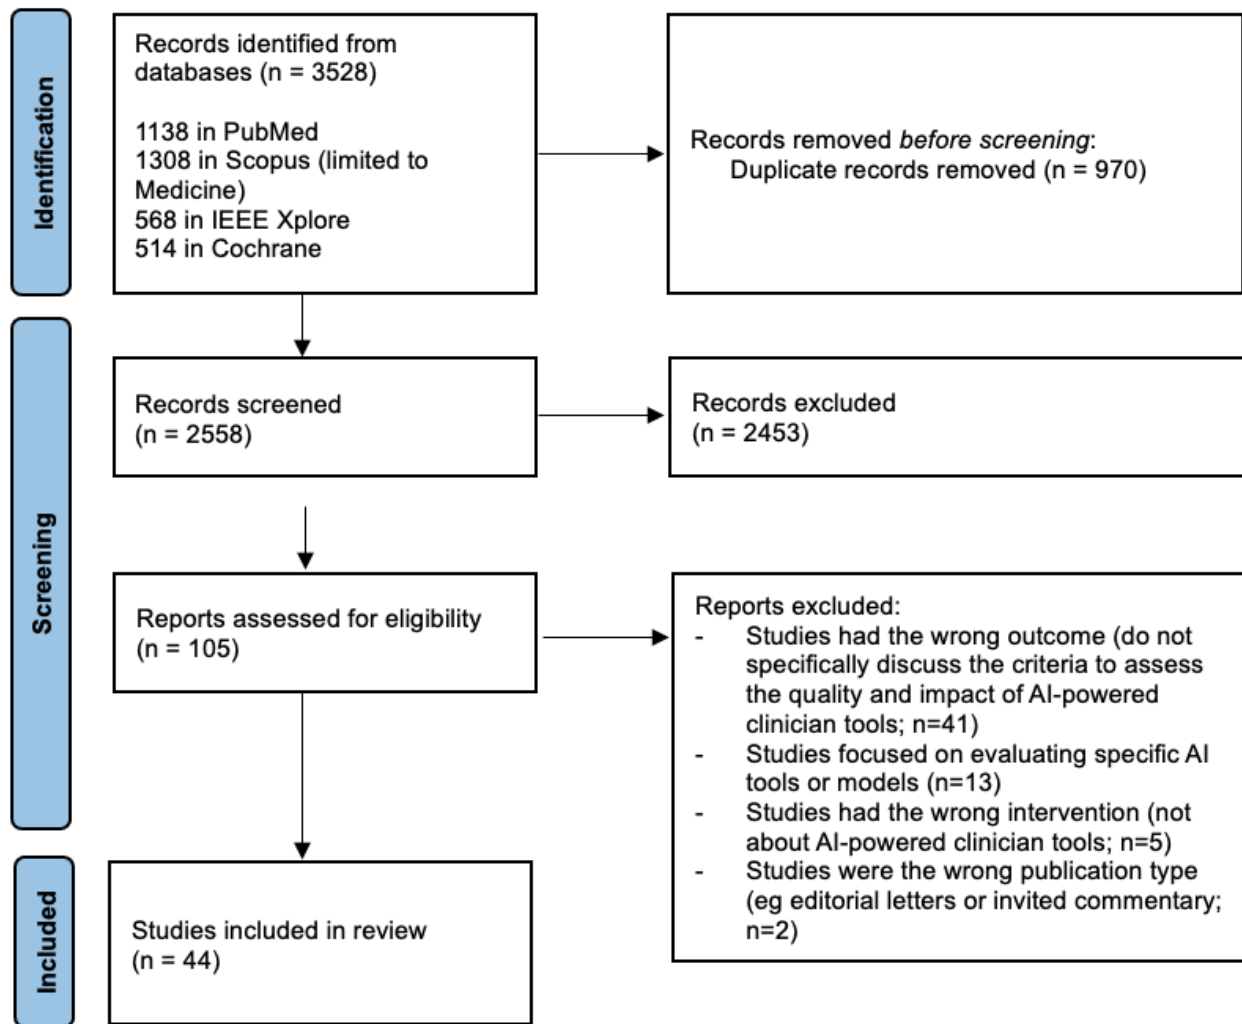 Identification
Records identified from
databases (n = 3528)
1138 in PubMed
1308 in Scopus (limited to
Medicine)
568 in IEEE Xplore
514 in Cochrane
Records removed before screening:
Duplicate records removed (n = 970)
Screening
Records screened
(n = 2558)
Records excluded
(n = 2453)
Reports assessed for eligibility
(n = 105)
Reports excluded:
- Studies had the wrong outcome (do not
specifically discuss the criteria to assess
the quality and impact of AI-powered
clinician tools; n=41)
- Studies focused on evaluating specific AI
tools or models (n=13)
- Studies had the wrong intervention (not
about AI-powered clinician tools; n=5)
- Studies were the wrong publication type
(eg editorial letters or invited commentary;
n=2)
Included
Studies included in review
(n = 44)